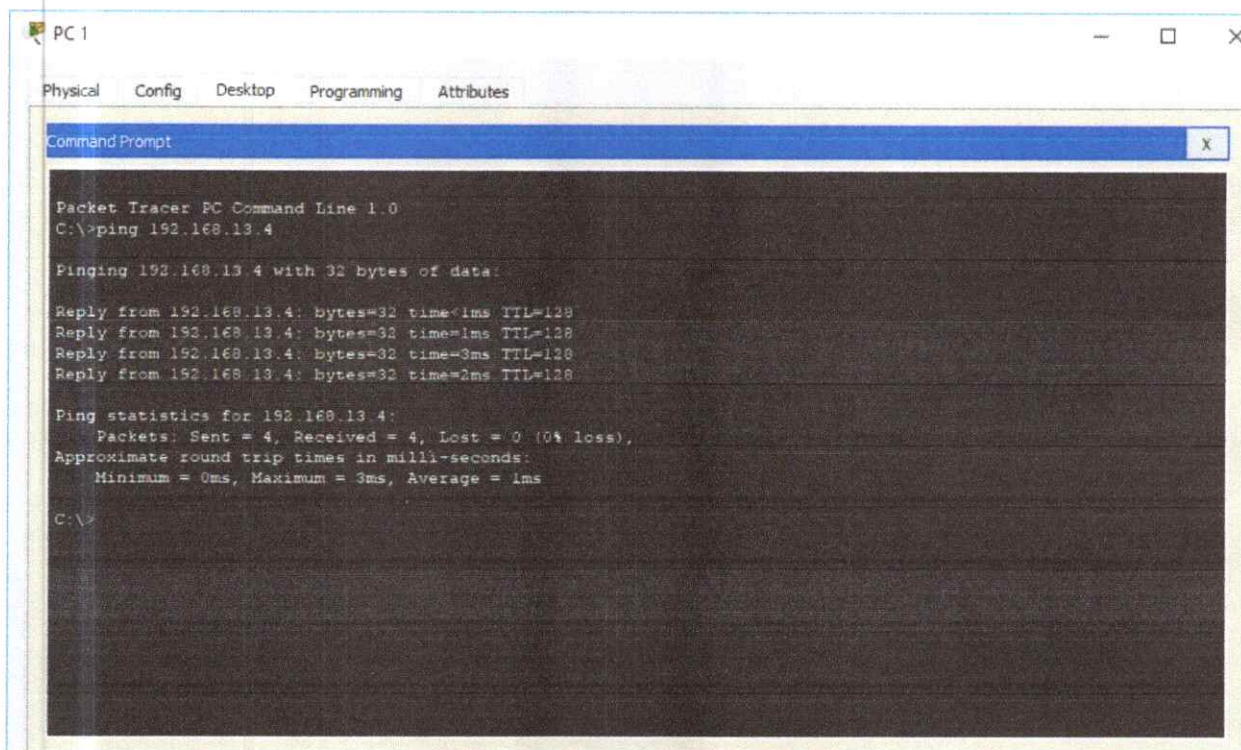 PC 1
Physical Config Desktop Programming Attributes
Command Prompt
X
Packet Tracer PC Command Line 1.0
C:\>ping 192.168.13.4
Pinging 192.168.13.4 with 32 bytes of data:
Reply from 192.168.13.4: bytes=32 time<1ms TTL=128
Reply from 192.168.13.4: bytes=32 time=1ms TTL=128
Reply from 192.168.13.4: bytes=32 time=3ms TTL=128
Reply from 192.168.13.4: bytes=32 time=2ms TTL=128
Ping statistics for 192.168.13.4:
Packets: Sent = 4, Received = 4, Lost = 0 (0% loss),
Approximate round trip times in milli-seconds:
Minimum = 0ms, Maximum = 3ms, Average = 1ms
C:\>